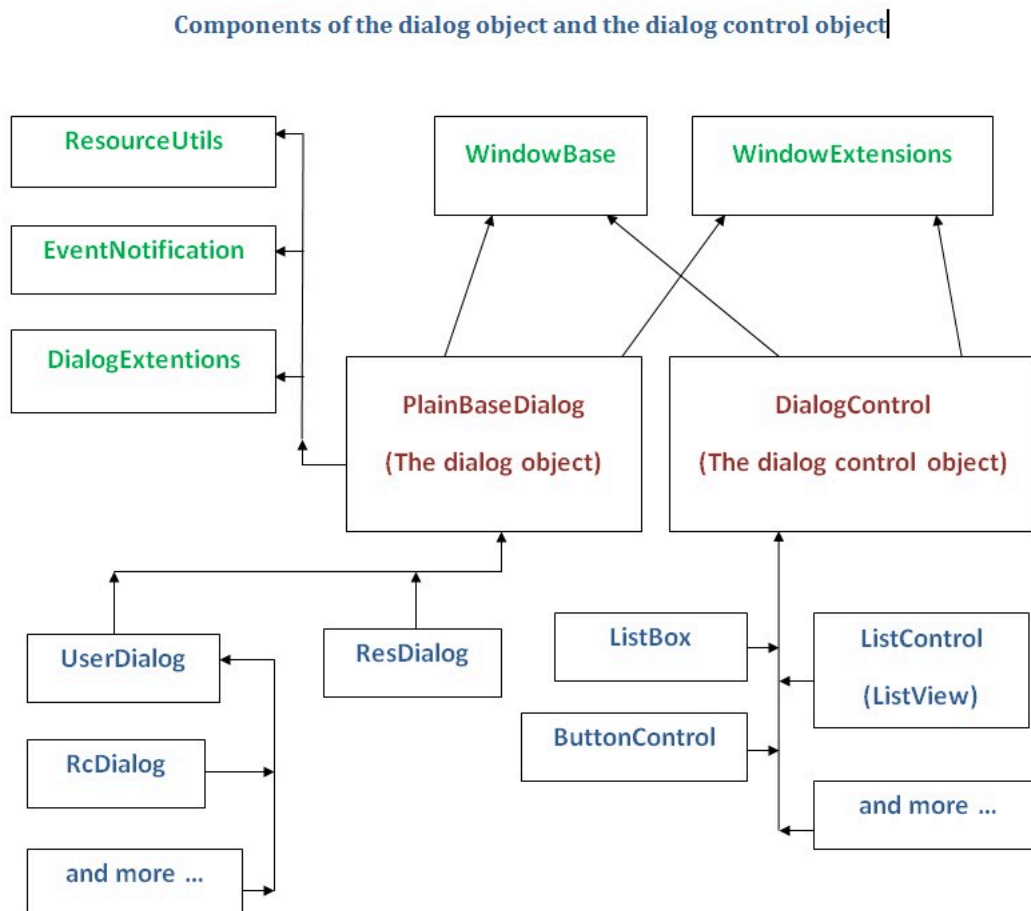 Components of the dialog object and the dialog control object
ResourceUtils
WindowBase
WindowExtensions
EventNotification
DialogExtentions
PlainBaseDialog
(The dialog object)
DialogControl
(The dialog control object)
UserDialog
ResDialog
ListBox
ListControl
(ListView)
RcDialog
ButtonControl
and more ...
and more ...